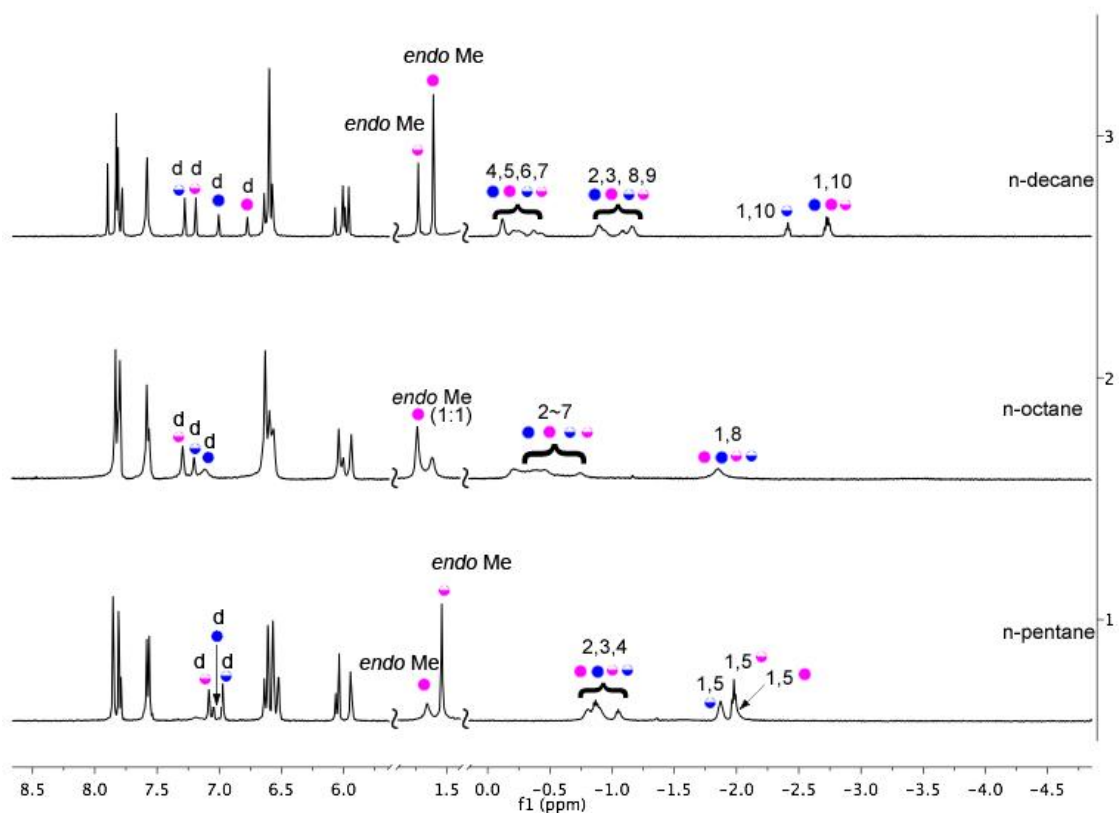 endo Me
endo Me
d d d d
4,5,6,7
2,3, 8,9
1,10
1,10
3
n-decane
endo Me
(1:1)
d d d
2~7
1,8
2
n-octane
endo Me
endo Me
d d d
2,3,4
1,5
1,5
1,5
1
n-pentane
8.5 7.5 7.0 6.5 6.0 1.5 0.0 -0.5 -1.0 -1.5 -2.0 -2.5 -3.0 -3.5 -4.0 -4.5
f1 (ppm)